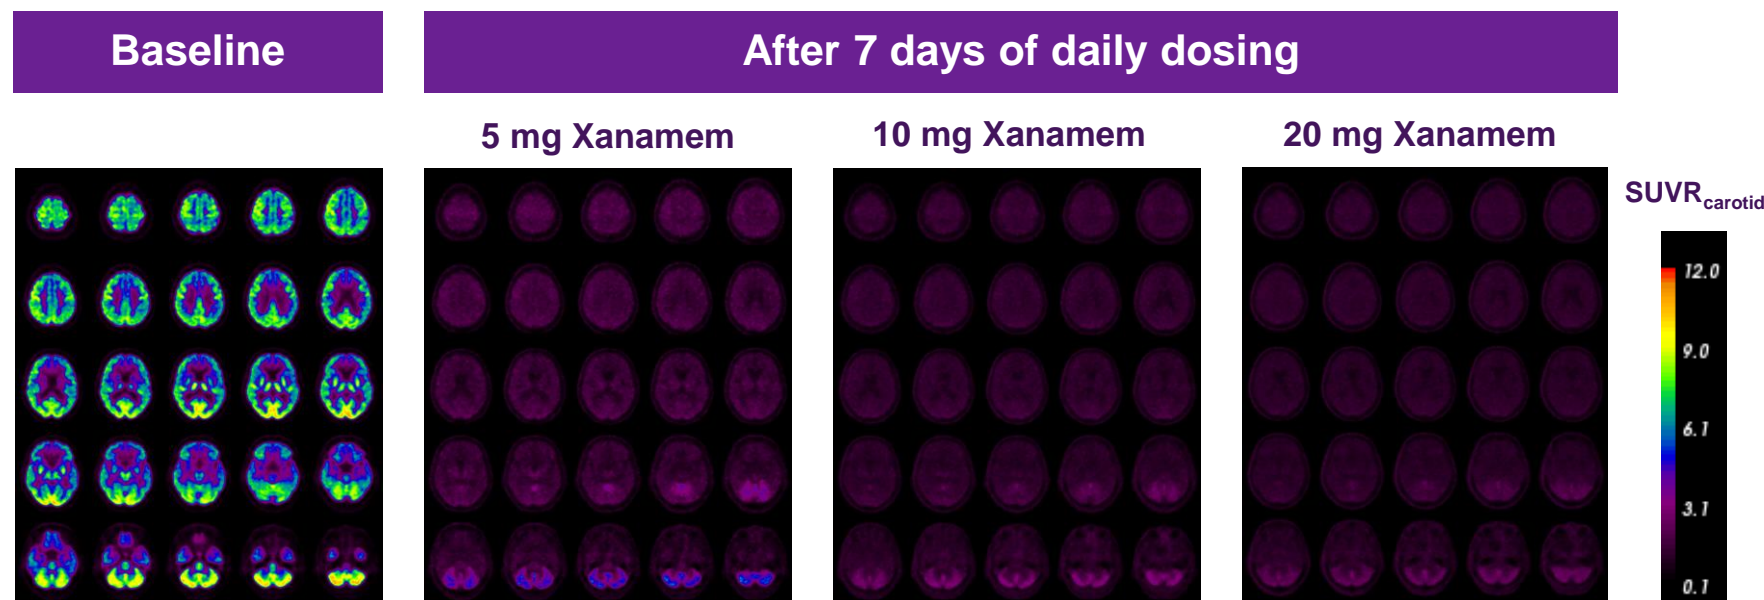 Baseline
After 7 days of daily dosing
5 mg Xanamem
10 mg Xanamem
20 mg Xanamem
SUVRcarotid
12.0
9.0
6.1
3.1
0.1